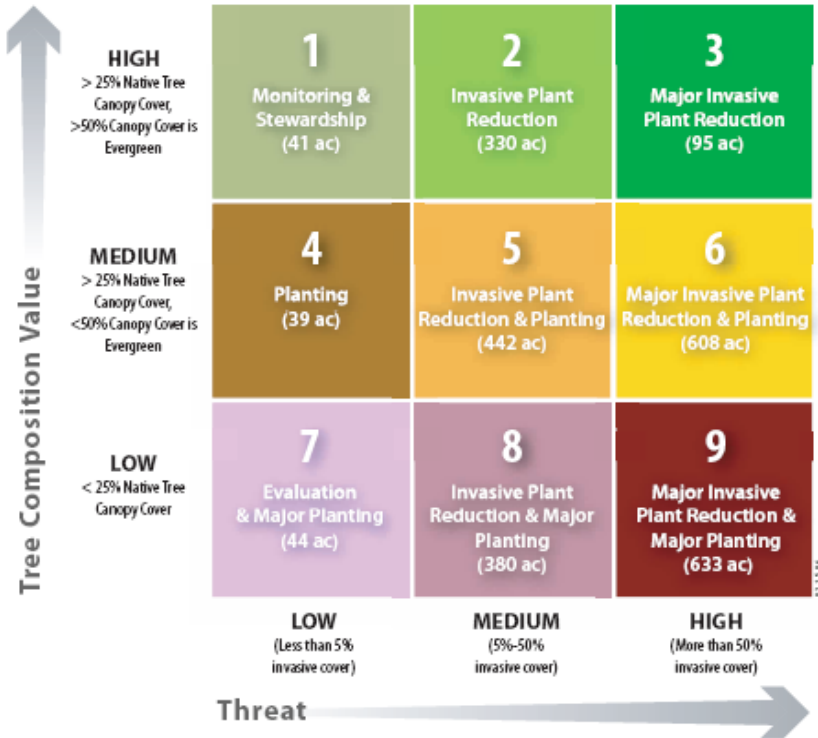 Tree Composition Value
HIGH
> 25% Native Tree
Canopy Cover,
>50% Canopy Cover is
Evergreen
1
Monitoring &
Stewardship
(41 ac)
2
Invasive Plant
Reduction
(330 ac)
3
Major Invasive
Plant Reduction
(95 ac)
MEDIUM
> 25% Native Tree
Canopy Cover,
<50% Canopy Cover is
Evergreen
4
Planting
(39 ac)
5
Invasive Plant
Reduction & Planting
(442 ac)
6
Major Invasive Plant
Reduction & Planting
(608 ac)
LOW
< 25% Native Tree
Canopy Cover
7
Evaluation
& Major Planting
(44 ac)
8
Invasive Plant
Reduction & Major
Planting
(380 ac)
9
Major Invasive
Plant Reduction &
Major Planting
(633 ac)
LOW
(Less than 5%
invasive cover)
MEDIUM
(5%-50%
invasive cover)
HIGH
(More than 50%
invasive cover)
Threat